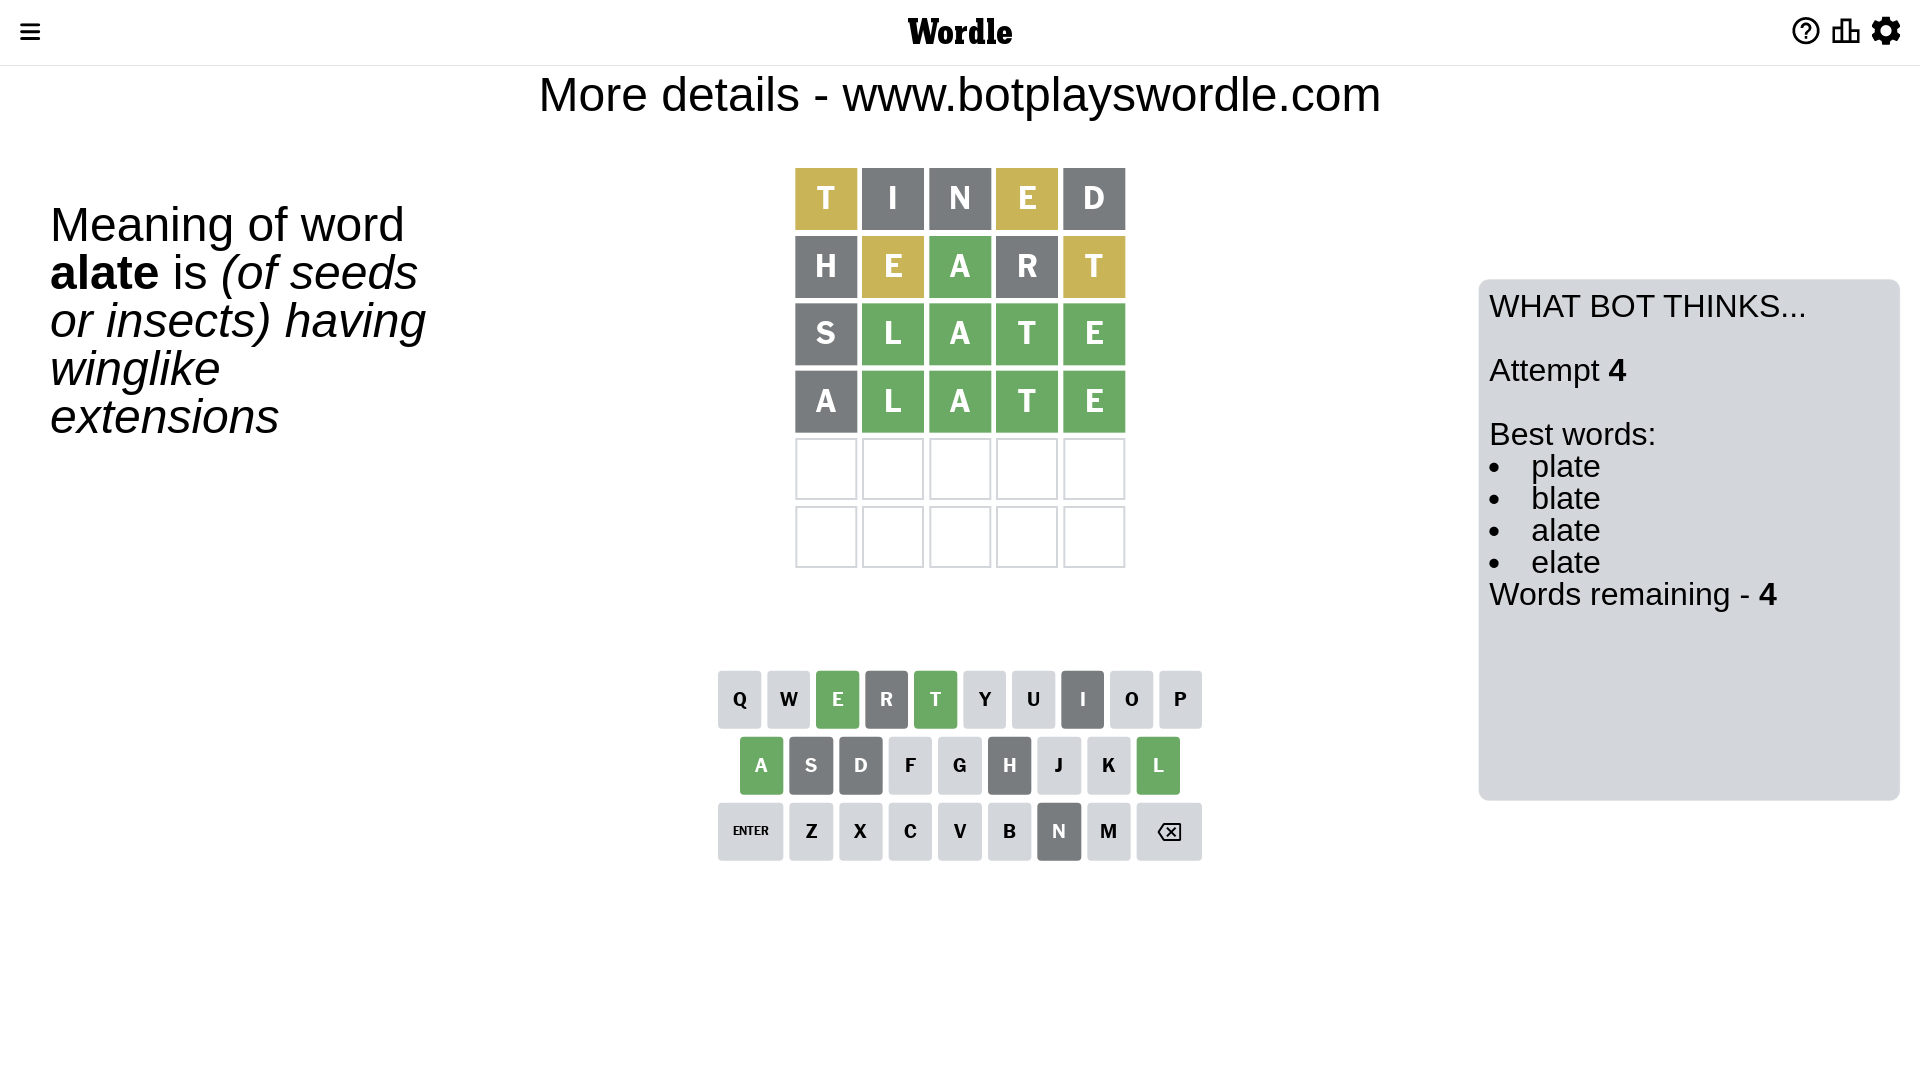 Wordle
More details - www.botplayswordle.com
Meaning of word
alate is (of seeds
or insects) having
winglike
extensions
T I N E D
H E A R T
S L A T E
A L A T E
WHAT BOT THINKS...
Attempt 4
Best words:
• plate
• blate
• alate
• elate
Words remaining - 4
Q W E R T Y U I O P
A S D F G H J K L
ENTER Z X C V B N M